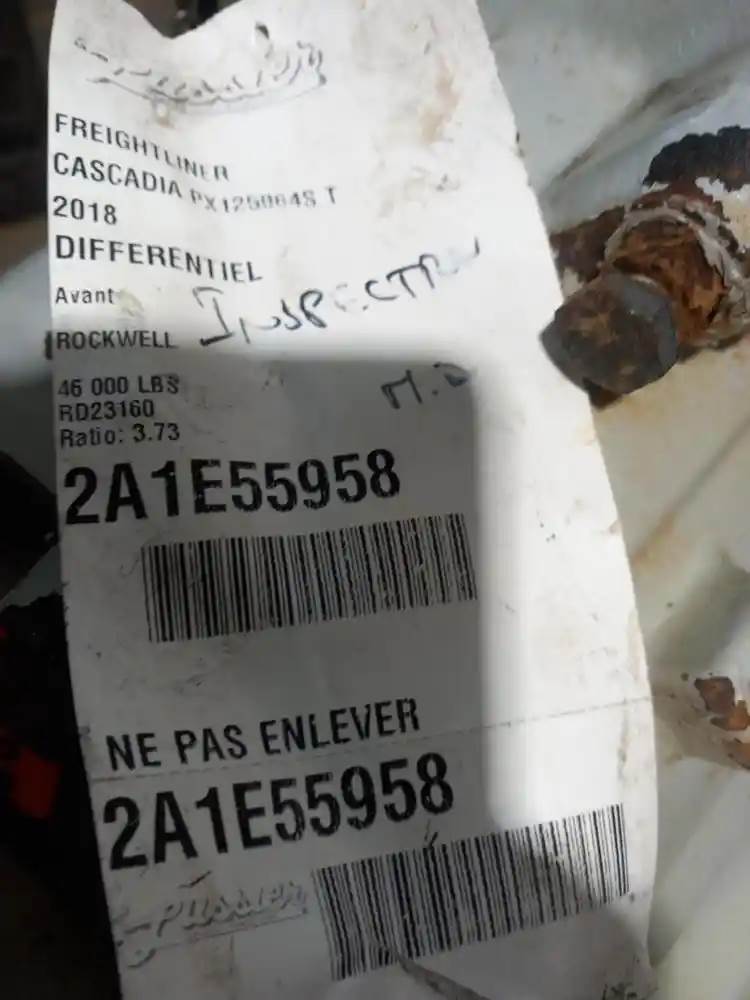 FREIGHTLINER
CASCADIA PX125064S T
2018
DIFFERENTIEL
Avant
INSPECTION
ROCKWELL
46 000 LBS
RD23160
Ratio: 3.73
2A1E55958
NE PAS ENLEVER
2A1E55958